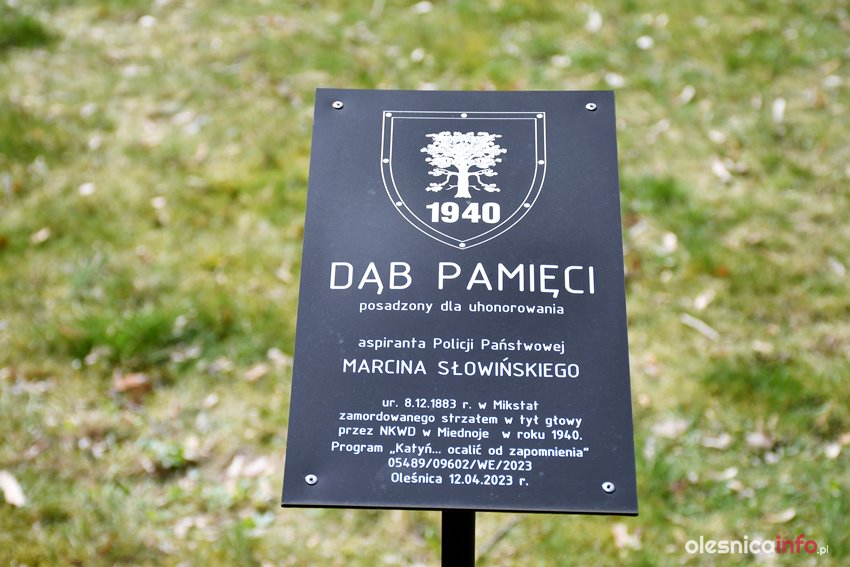 1940
DĄB PAMIĘCI
posadzony dla uhonorowania
aspiranta Policji Państwowej
MARCINA SŁOWIŃSKIEGO
ur. 8.12.1883 r. w Mikstat
zamordowanego strzałem w tył głowy
przez NKWD w Miednoje w roku 1940.
Program „Katyń... ocalić od zapomnienia"
05489/09602/WE/2023
Oleśnica 12.04.2023 r.
olesnicainfo.pl